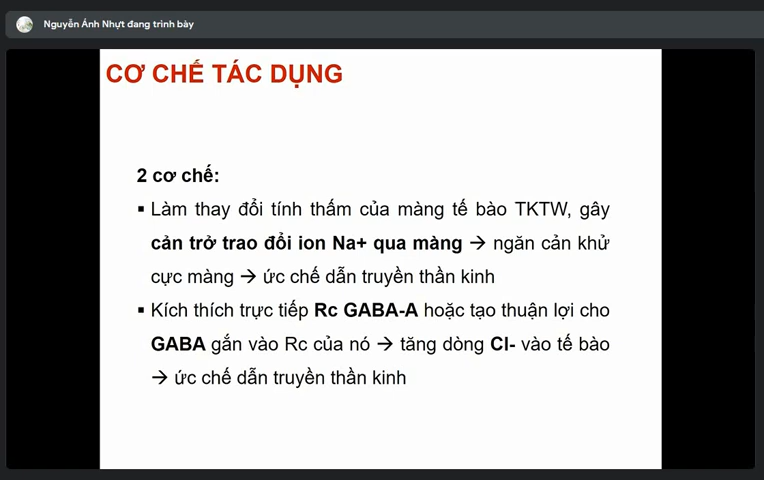 Nguyễn Ánh Nhựt đang trình bày
CƠ CHẾ TÁC DỤNG
2 cơ chế:
▪ Làm thay đổi tính thấm của màng tế bào TKTW, gây
cản trở trao đổi ion Na+ qua màng → ngăn cản khử
cực màng → ức chế dẫn truyền thần kinh
▪ Kích thích trực tiếp Rc GABA-A hoặc tạo thuận lợi cho
GABA gắn vào Rc của nó → tăng dòng Cl- vào tế bào
→ ức chế dẫn truyền thần kinh